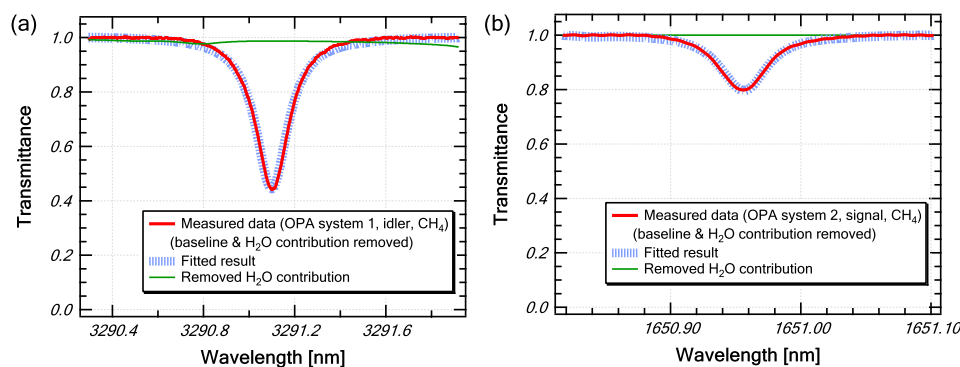 (a)
1.0
0.8
0.6
0.4
0.2
0.0
Transmittance
Measured data (OPA system 1, idler, CH4)
(baseline & H2O contribution removed)
Fitted result
Removed H2O contribution
3290.4 3290.8 3291.2 3291.6
Wavelength [nm]
(b)
1.0
0.8
0.6
0.4
0.2
0.0
Transmittance
Measured data (OPA system 2, signal, CH4)
(baseline & H2O contribution removed)
Fitted result
Removed H2O contribution
1650.90 1651.00 1651.10
Wavelength [nm]